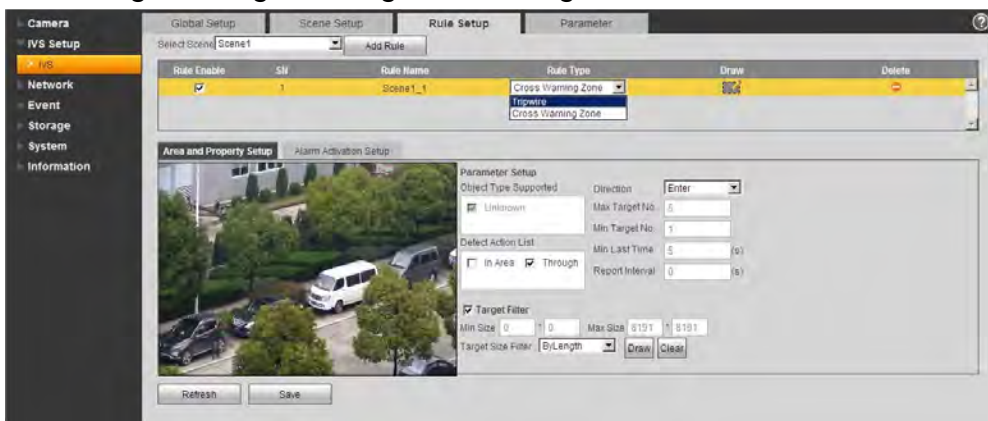 Camera
IVS Setup
IVS
Network
Event
Storage
System
Information
Global Setup Scene Setup Rule Setup Parameter
Select Scene Scene1 Add Rule
Rule Enable SN Rule Name Rule Type Draw Delete
1 Scene1_1 Cross Warning Zone
Tripwire
Cross Warning Zone
Area and Property Setup Alarm Activation Setup
Parameter Setup
Object Type Supported Direction Enter
Unknown Max Target No.
Min Target No. 1
Detect Action List Min Last Time 5 (s)
In Area Through Report Interval 0 (s)
Target Filter
Min Size 0 * 0 Max Size 8191 * 8191
Target Size Filter ByLength Draw Clear
Refresh Save